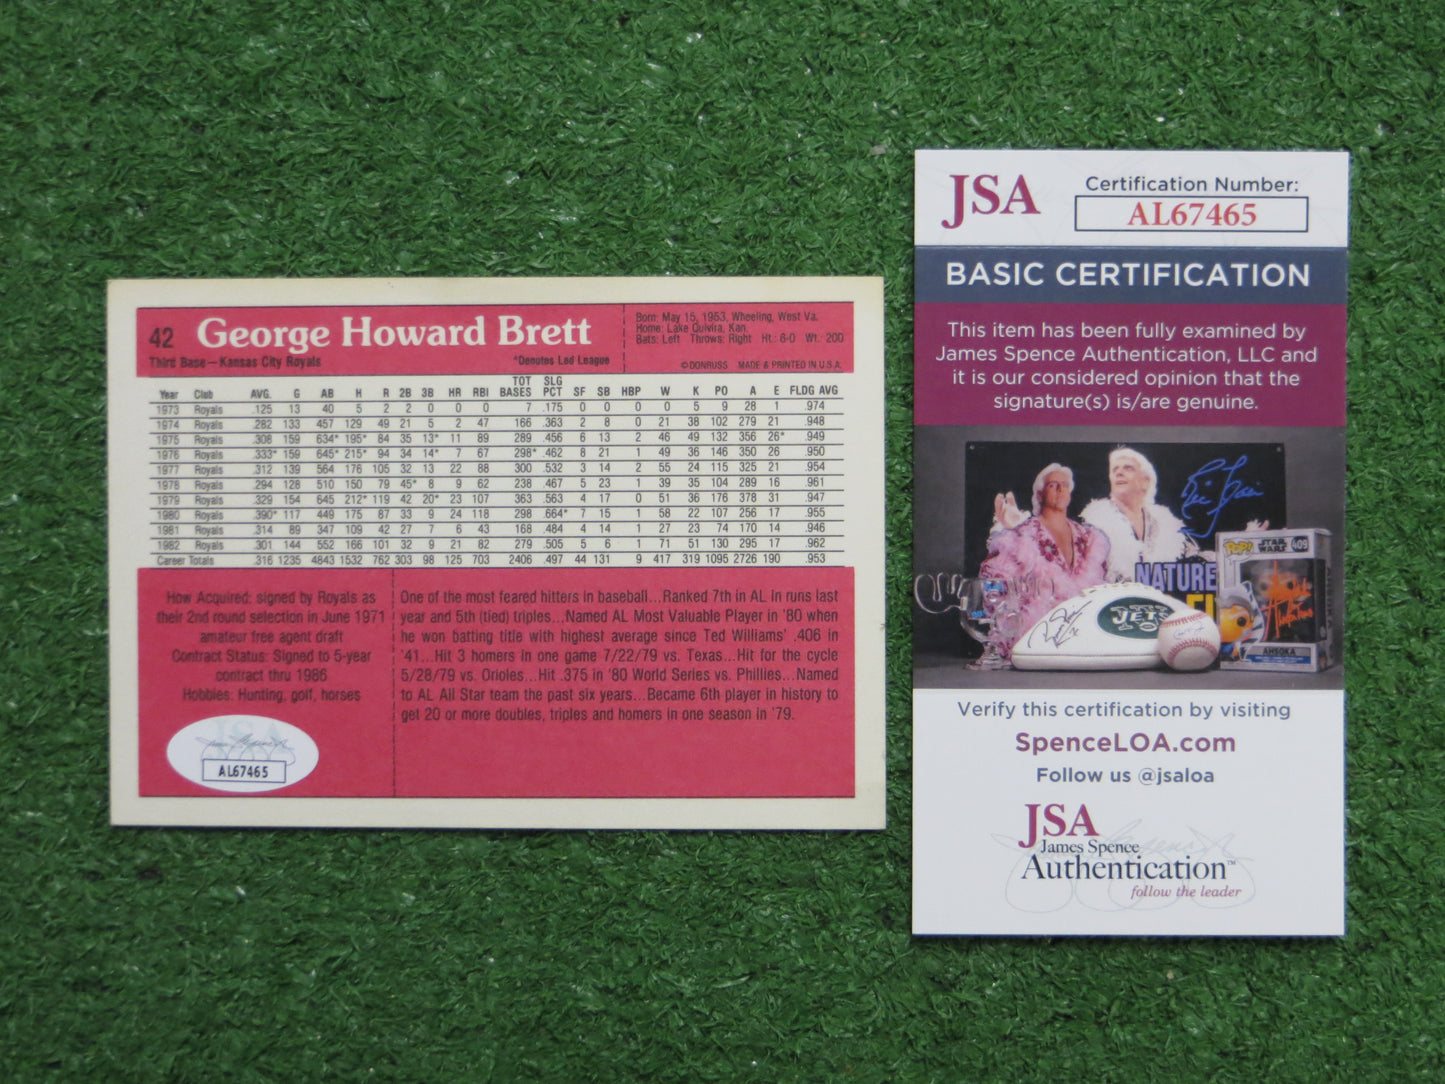 42 George Howard Brett
Third Base—Kansas City Royals
*Denotes Led League
Born: May 15, 1953, Wheeling, West Va.
Home: Lake Quivira, Kan.
Bats: Left Throws: Right Ht.: 6-0 Wt.: 200
©DONRUSS MADE & PRINTED IN U.S.A.
Year Club AVG. G AB H R 2B 3B HR RBI TOT BASES SLG PCT SF SB HBP W K PO A E FLDG AVG
1973 Royals .125 13 40 5 2 2 0 0 0 7 .175 0 0 0 0 5 9 28 1 .974
1974 Royals .282 133 457 129 49 21 5 2 47 166 .363 2 8 0 21 38 102 279 21 .948
1975 Royals .308 159 634* 195* 84 35 13* 11 89 289 .456 6 13 2 46 49 132 356 26* .949
1976 Royals .333* 159 645* 215* 94 34 14* 7 67 298* .462 8 21 1 49 36 146 350 26 .950
1977 Royals .312 139 564 176 105 32 13 22 88 300 .532 3 14 2 55 24 115 325 21 .954
1978 Royals .294 128 510 150 79 45* 8 9 62 238 .467 5 23 1 39 35 104 289 16 .961
1979 Royals .329 154 645 212* 119 42 20* 23 107 363 .563 4 17 0 51 36 176 378 31 .947
1980 Royals .390* 117 449 175 87 33 9 24 118 298 .664* 7 15 1 58 22 107 256 17 .955
1981 Royals .314 89 347 109 42 27 7 6 43 168 .484 4 14 1 27 23 74 170 14 .946
1982 Royals .301 144 552 166 101 32 9 21 82 279 .505 5 6 1 71 51 130 295 17 .962
Career Totals .316 1235 4843 1532 762 303 98 125 703 2406 .497 44 131 9 417 319 1095 2726 190 .953
How Acquired: signed by Royals as
their 2nd round selection in June 1971
amateur free agent draft
Contract Status: Signed to 5-year
contract thru 1986
Hobbies: Hunting, golf, horses
One of the most feared hitters in baseball...Ranked 7th in AL in runs last
year and 5th (tied) triples...Named AL Most Valuable Player in '80 when
he won batting title with highest average since Ted Williams' .406 in
'41...Hit 3 homers in one game 7/22/79 vs. Texas...Hit for the cycle
5/28/79 vs. Orioles...Hit .375 in '80 World Series vs. Phillies...Named
to AL All Star team the past six years...Became 6th player in history to
get 20 or more doubles, triples and homers in one season in '79.
JSA
AL67465
JSA
Certification Number:
AL67465
BASIC CERTIFICATION
This item has been fully examined by
James Spence Authentication, LLC and
it is our considered opinion that the
signature(s) is/are genuine.
NATURE
JETS
POP!
STAR WARS
409
AHSOKA
Verify this certification by visiting
SpenceLOA.com
Follow us @jsaloa
JSA
James Spence
Authentication™
follow the leader